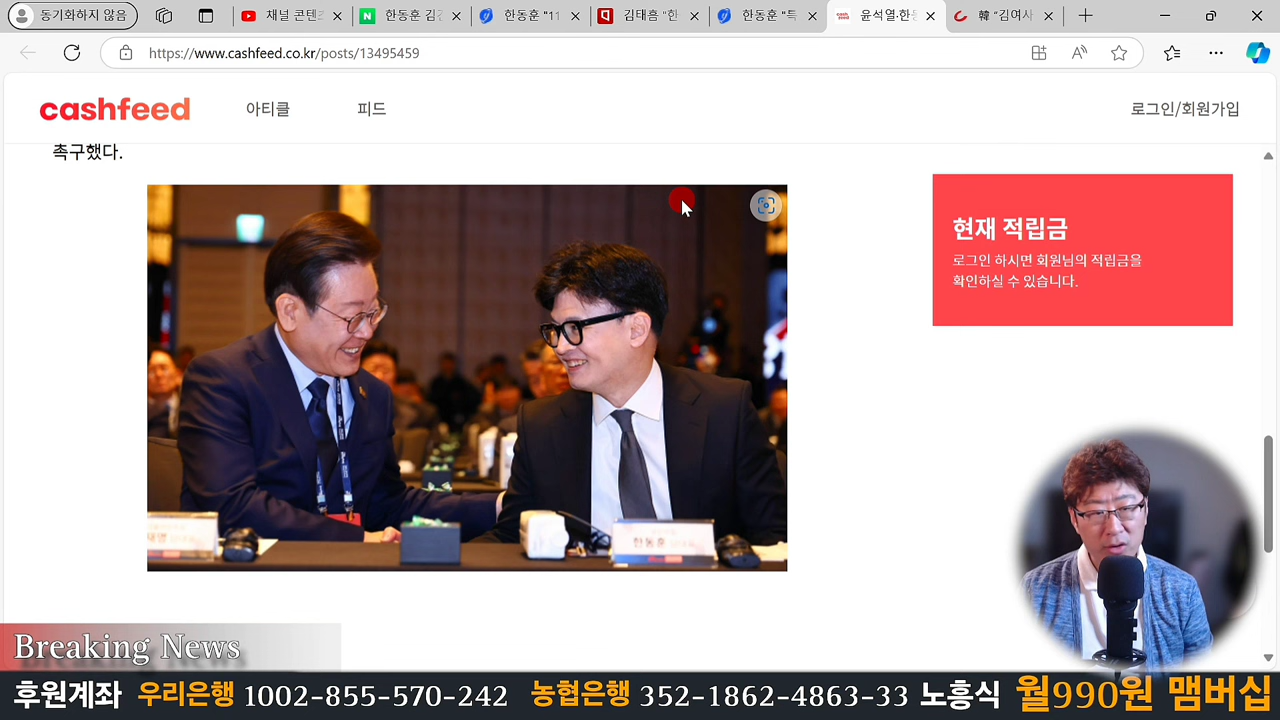 동기화하지 않음
채널 콘텐츠
한동훈 김건
한동훈 "11
김태흠 "한
한동훈 "특
윤석열·한동
韓 "김여사
https://www.cashfeed.co.kr/posts/13495459
cashfeed 아티클 피드 로그인/회원가입
촉구했다.
현재 적립금
로그인 하시면 회원님의 적립금을
확인하실 수 있습니다.
한동훈
Breaking News
후원계좌 우리은행 1002-855-570-242 농협은행 352-1862-4863-33 노흥식 월990원 맴버십